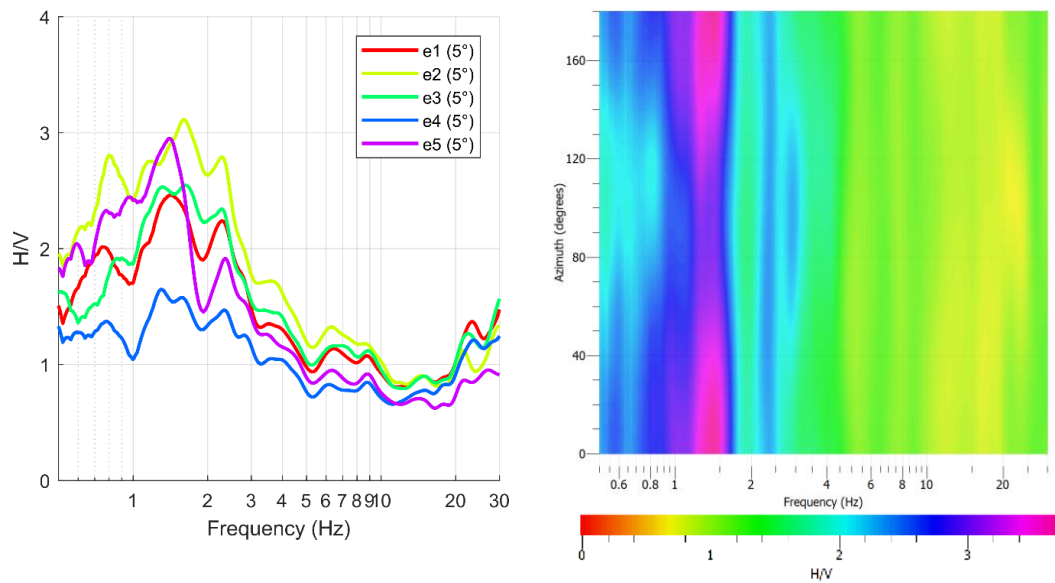 4
3
2
1
0
H/V
e1 (5°)
e2 (5°)
e3 (5°)
e4 (5°)
e5 (5°)
1 2 3 4 5 6 7 8 9 10 20 30
Frequency (Hz)
160
120
80
40
0
Azimuth (degrees)
0.6 0.8 1 2 4 6 8 10 20
Frequency (Hz)
0 1 2 3
H/V